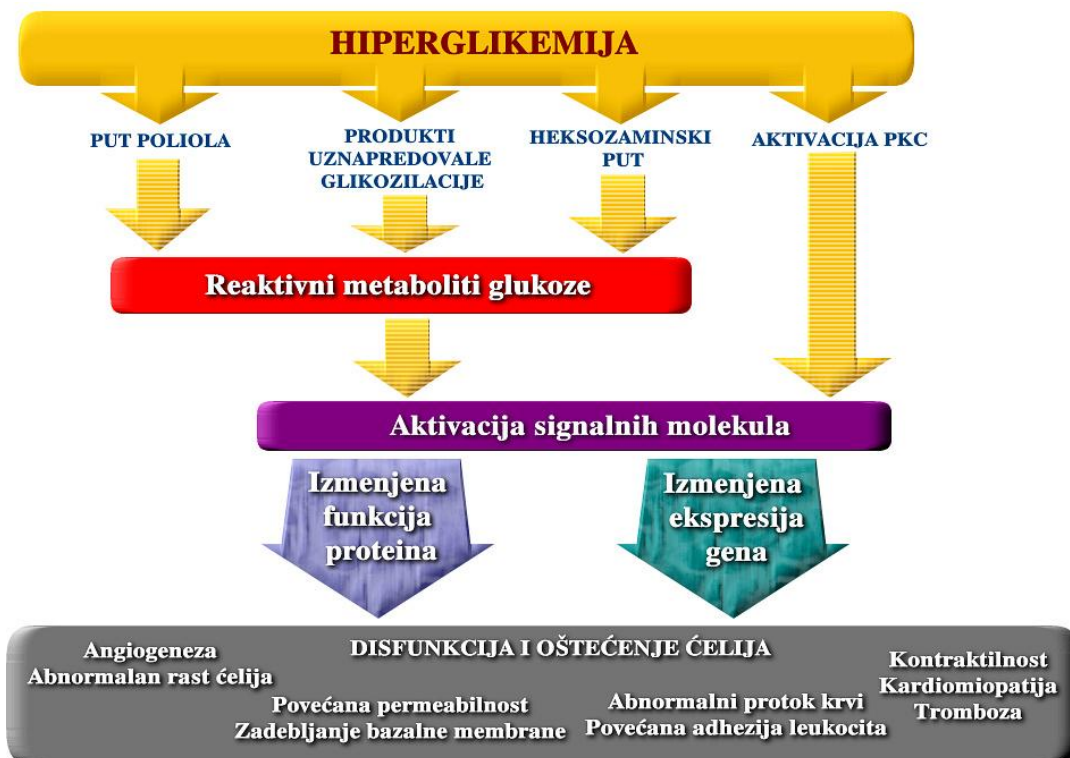 HIPERGLIKEMIJA
PUT POLIOLA
PRODUKTI
UZNAPREDOVALE
GLIKOZILACIJE
HEKSOZAMINSKI
PUT
AKTIVACIJA PKC
Reaktivni metaboliti glukoze
Aktivacija signalnih molekula
Izmenjena
funkcija
proteina
Izmenjena
ekspresija
gena
DISFUNKCIJA I OŠTEĆENJE ĆELIJA
Angiogeneza
Abnormalan rast ćelija
Povećana permeabilnost
Zadebljanje bazalne membrane
Abnormalni protok krvi
Povećana adhezija leukocita
Kontraktilnost
Kardiomiopatija
Tromboza